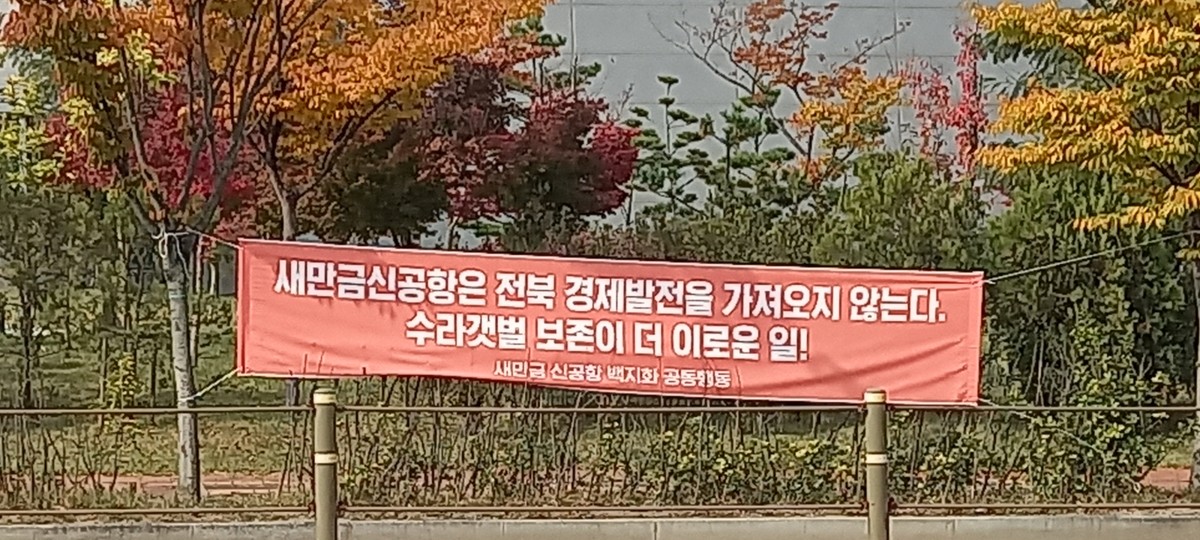 새만금신공항은 전북 경제발전을 가져오지 않는다.
수라갯벌 보존이 더 이로운 일!
새만금 신공항 백지화 공동행동